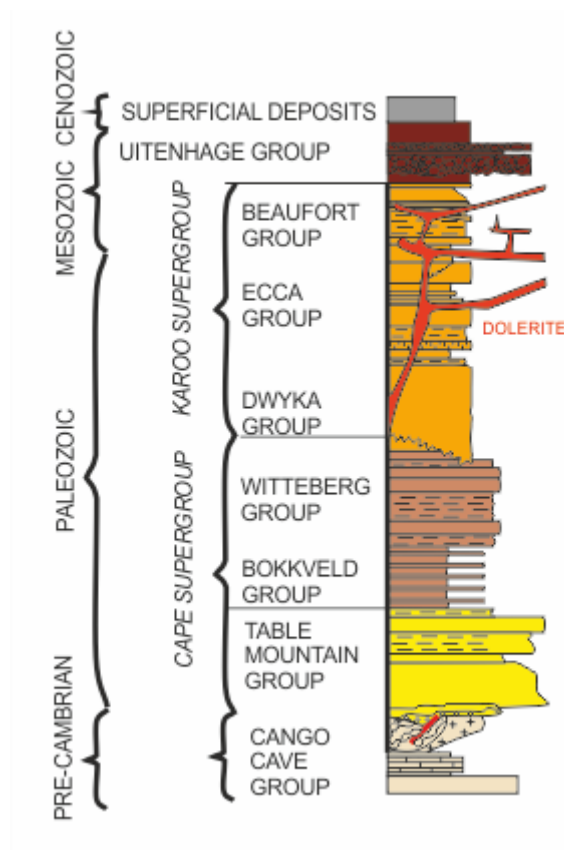 CENOZOIC
SUPERFICIAL DEPOSITS
UITENHAGE GROUP
MESOZOIC
KAROO SUPERGROUP
BEAUFORT
GROUP
ECCA
GROUP
DOLERITE
DWYKA
GROUP
PALEOZOIC
CAPE SUPERGROUP
WITTEBERG
GROUP
BOKKVELD
GROUP
TABLE
MOUNTAIN
GROUP
PRE-CAMBRIAN
CANGO
CAVE
GROUP